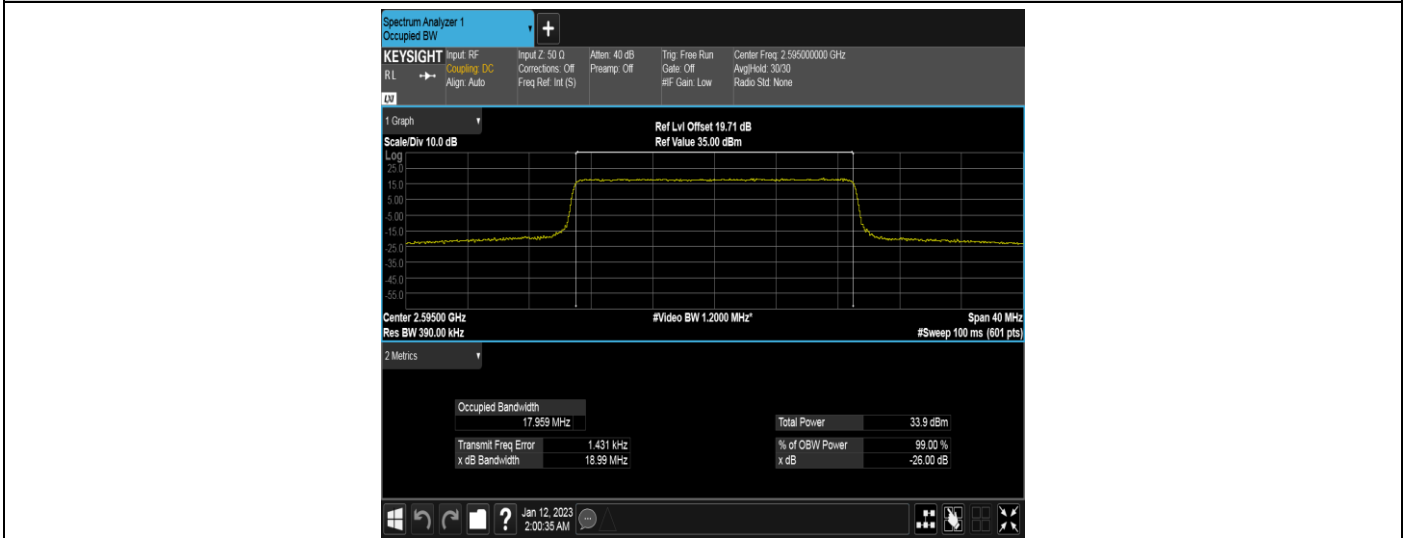 Spectrum Analyzer 1
Occupied BW
+
KEYSIGHT Input: RF Input Z: 50 Ω Atten: 40 dB Trig: Free Run Center Freq: 2.595000000 GHz
RL Coupling: DC Corrections: Off Preamp: Off Gate: Off Avg|Hold: 30/30
Align: Auto Freq Ref: Int (S) #IF Gain: Low Radio Std: None
LXI
1 Graph
Ref Lvl Offset 19.71 dB
Scale/Div 10.0 dB Ref Value 35.00 dBm
Log
25.0
15.0
5.00
-5.00
-15.0
-25.0
-35.0
-45.0
-55.0
Center 2.59500 GHz #Video BW 1.2000 MHz* Span 40 MHz
Res BW 390.00 kHz #Sweep 100 ms (601 pts)
2 Metrics
Occupied Bandwidth
17.959 MHz Total Power 33.9 dBm
Transmit Freq Error 1.431 kHz % of OBW Power 99.00 %
x dB Bandwidth 18.99 MHz x dB -26.00 dB
? Jan 12, 2023
2:00:35 AM